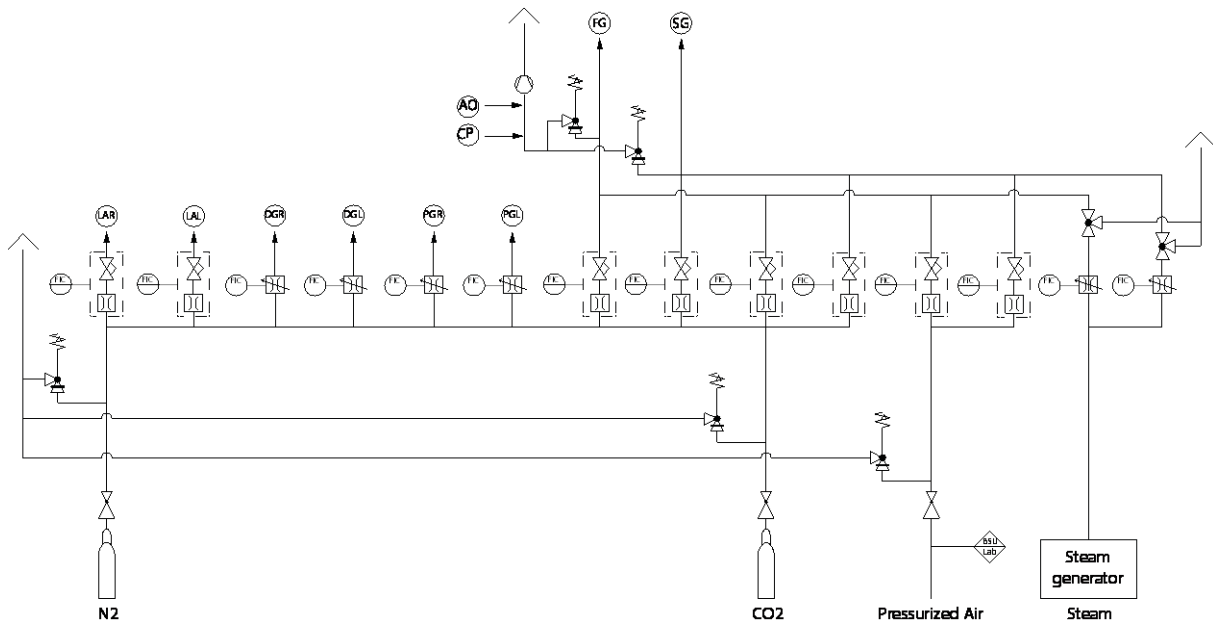 FG
SG
AO
CP
LAR
LAL
DGR
DGL
PGR
PGL
FIC
FIC
FIC
FIC
FIC
FIC
FIC
FIC
FIC
FIC
FIC
FIC
FIC
FIC
BSU
Lab
Steam
generator
N2
CO2
Pressurized Air
Steam